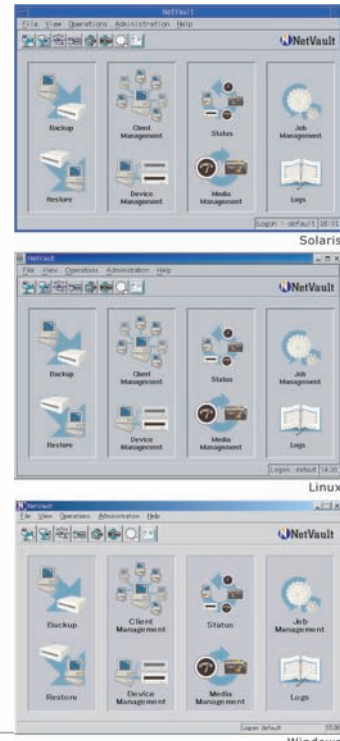 NetVault
File View Operations Administration Help
NetVault
Backup
Client
Management
Status
Job
Management
Restore
Device
Management
Media
Management
Logs
Logon : default 18:01
Solaris
NetVault
File View Operations Administration Help
NetVault
Backup
Client
Management
Status
Job
Management
Restore
Device
Management
Media
Management
Logs
Logon : default
Linux
NetVault
File View Operations Administration Help
NetVault
Backup
Client
Management
Status
Job
Management
Restore
Device
Management
Media
Management
Logs
Logon: default
Windows